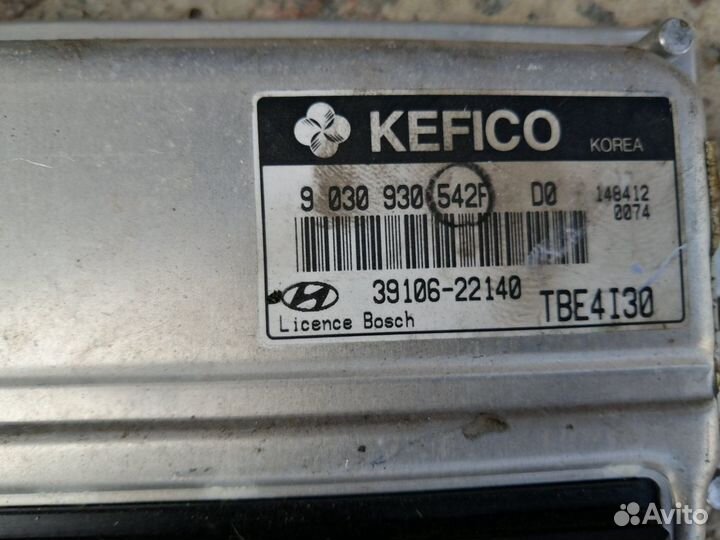 KEFICO KOREA
9 030 930 542F D0 148412
0074
39106-22140 TBE4I30
Licence Bosch
Avito